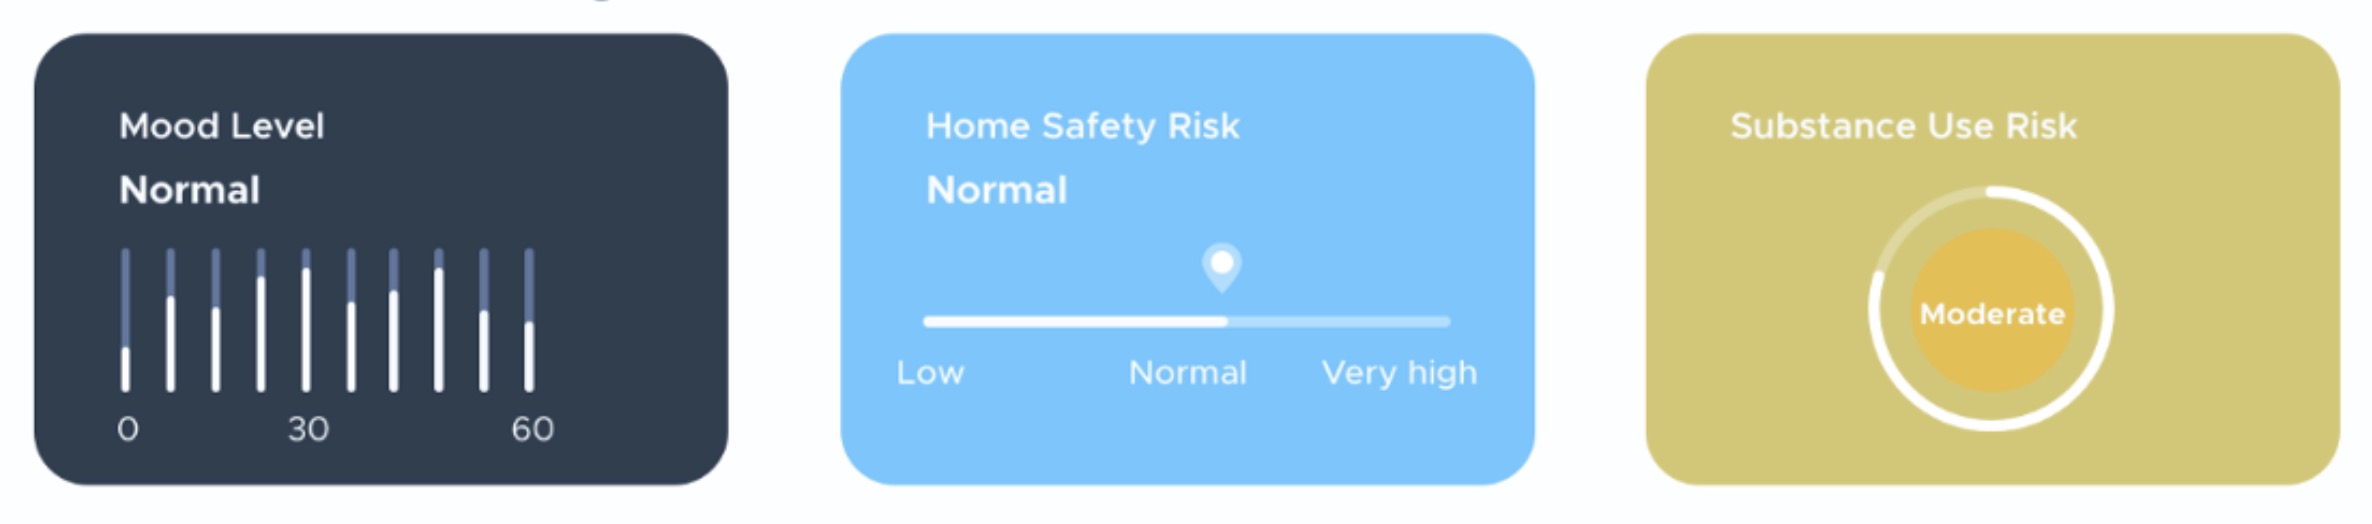 Mood Level
Normal
0 30 60
Home Safety Risk
Normal
Low Normal Very high
Substance Use Risk
Moderate